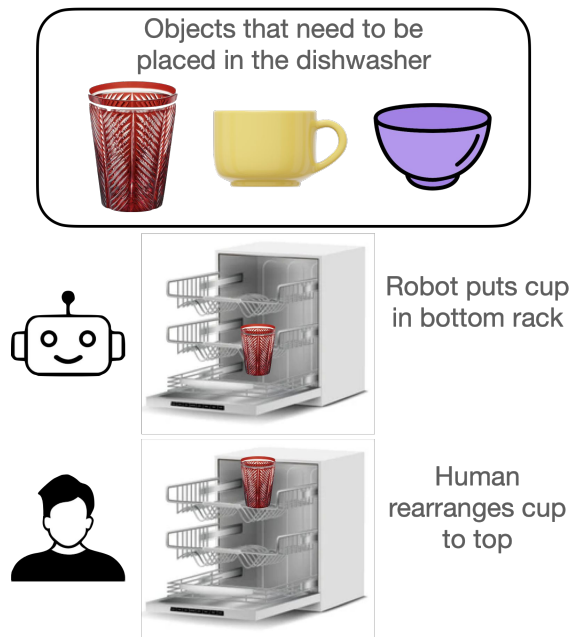 Objects that need to be
placed in the dishwasher
Robot puts cup
in bottom rack
Human
rearranges cup
to top